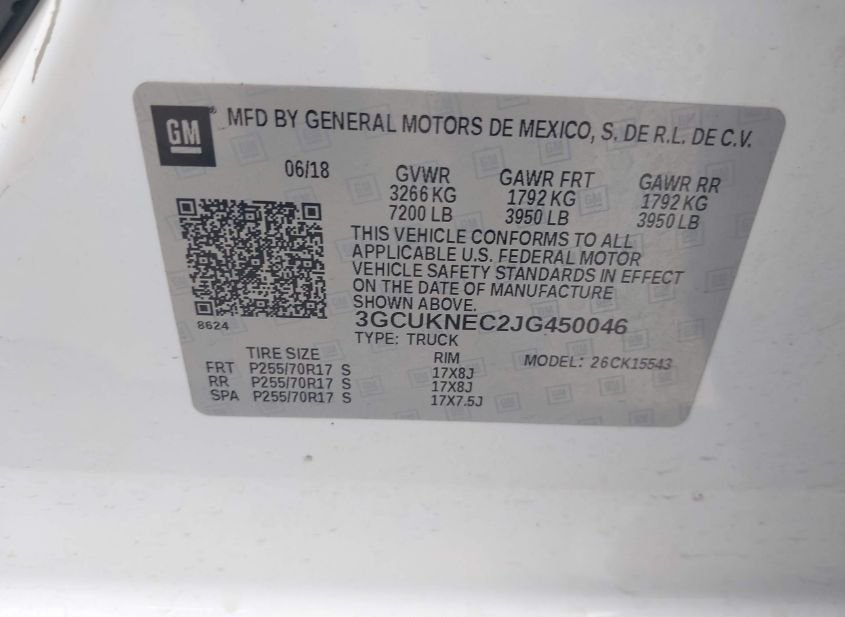 GM® MFD BY GENERAL MOTORS DE MEXICO, S. DE R.L. DE C.V.
06/18 GVWR GAWR FRT GAWR RR
3266 KG 1792 KG 1792 KG
7200 LB 3950 LB 3950 LB
THIS VEHICLE CONFORMS TO ALL
APPLICABLE U.S. FEDERAL MOTOR
VEHICLE SAFETY STANDARDS IN EFFECT
ON THE DATE OF MANUFACTURE
SHOWN ABOVE.
8624
3GCUKNEC2JG450046
TYPE: TRUCK
TIRE SIZE RIM MODEL: 26CK15543
FRT P255/70R17 S 17X8J
RR P255/70R17 S 17X8J
SPA P255/70R17 S 17X7.5J